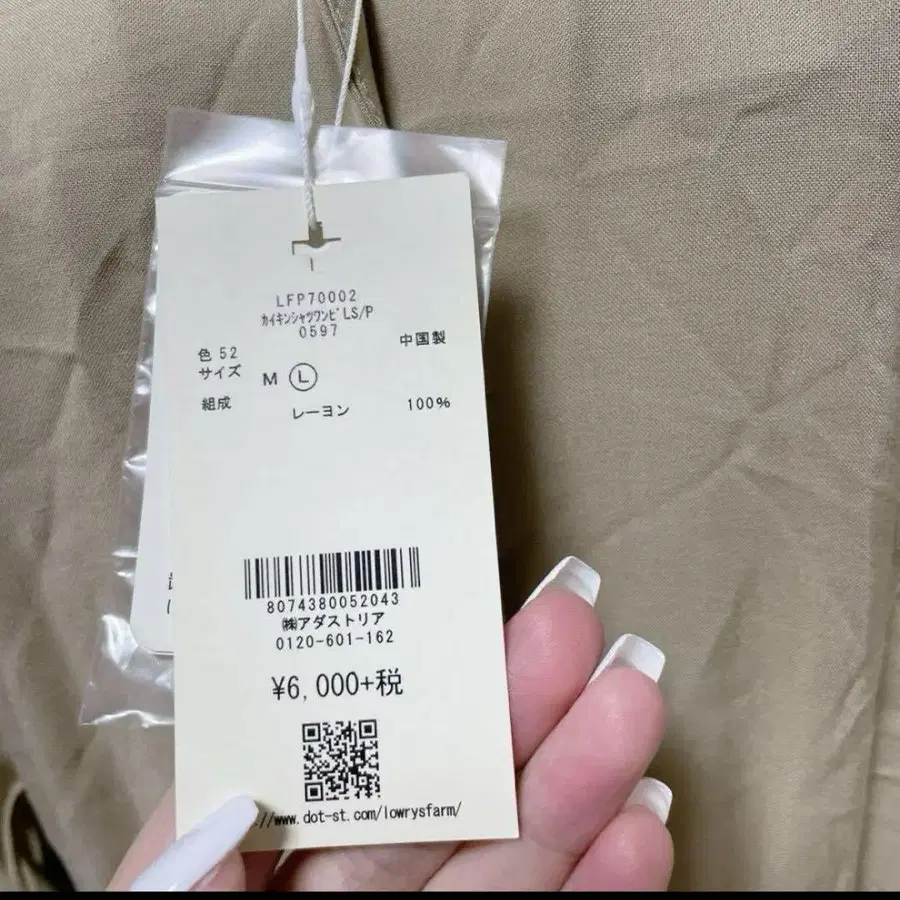 LFP70002
カイキンシャツワンピLS/P
0597
色 52 中国製
サイズ M L
組成 レーヨン 100%
8074380052043
㈱アダストリア
0120-601-162
¥6,000+税
//www.dot-st.com/lowrysfarm/